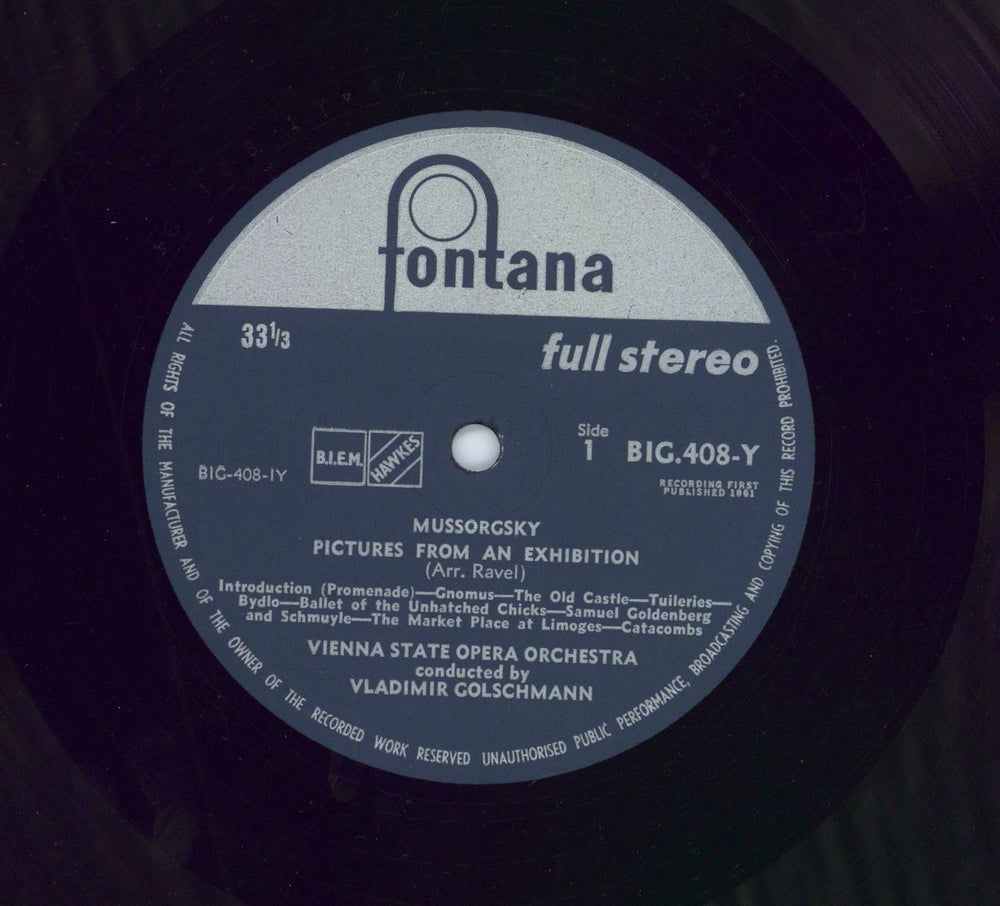 fontana
33 1/3
full stereo
B.I.E.M.
HAWKES
Side
1
BIG.408-Y
BIG-408-1Y
RECORDING FIRST
PUBLISHED 1961
MUSSORGSKY
PICTURES FROM AN EXHIBITION
(Arr. Ravel)
Introduction (Promenade)—Gnomus—The Old Castle—Tuileries—
Bydlo—Ballet of the Unhatched Chicks—Samuel Goldenberg
and Schmuyle—The Market Place at Limoges—Catacombs
VIENNA STATE OPERA ORCHESTRA
conducted by
VLADIMIR GOLSCHMANN
ALL RIGHTS OF THE MANUFACTURER AND OF THE OWNER OF THE RECORDED WORK RESERVED UNAUTHORISED PUBLIC PERFORMANCE, BROADCASTING AND COPYING OF THIS RECORD PROHIBITED.